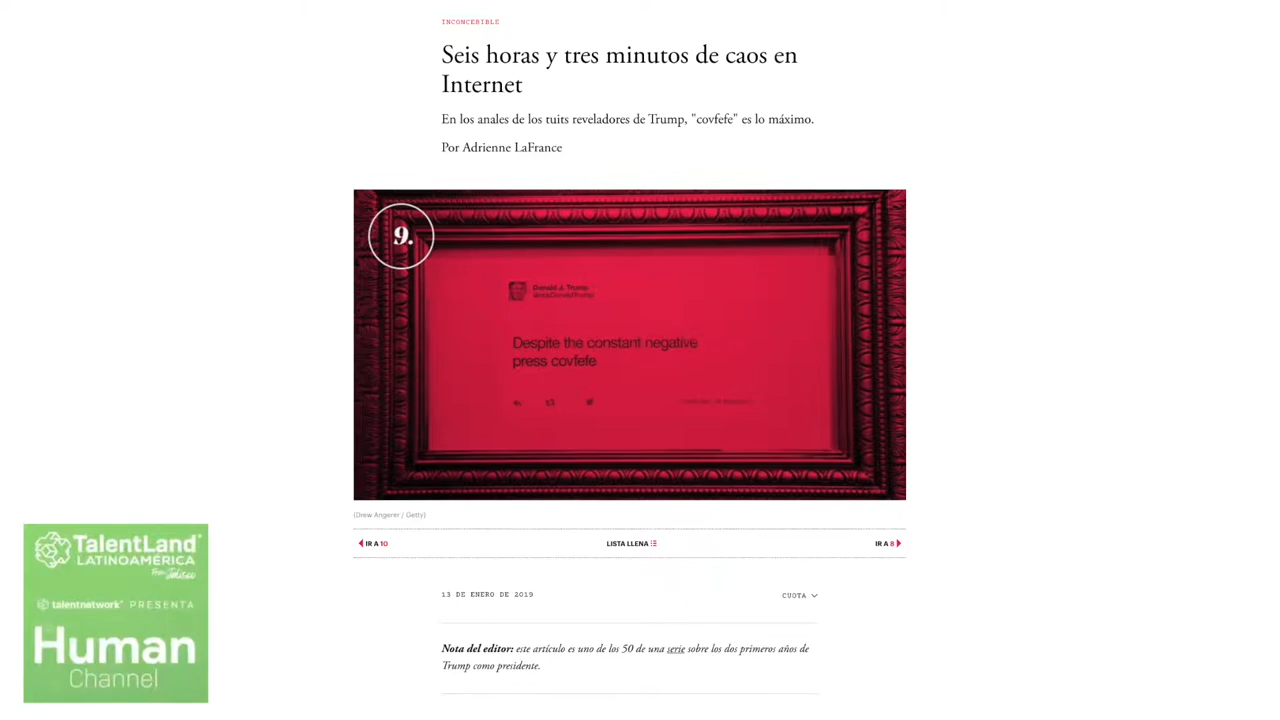 INCONCEBIBLE
Seis horas y tres minutos de caos en
Internet
En los anales de los tuits reveladores de Trump, "covfefe" es lo máximo.
Por Adrienne LaFrance
9.
Donald J. Trump
@realDonaldTrump
Despite the constant negative
press covfefe
(Drew Angerer / Getty)
IR A 10
LISTA LLENA
IR A 8
13 DE ENERO DE 2019
CUOTA
Nota del editor: este artículo es uno de los 50 de una serie sobre los dos primeros años de
Trump como presidente.
TalentLand
LATINOAMÉRICA
From Jalisco
talentnetwork PRESENTA
Human
Channel